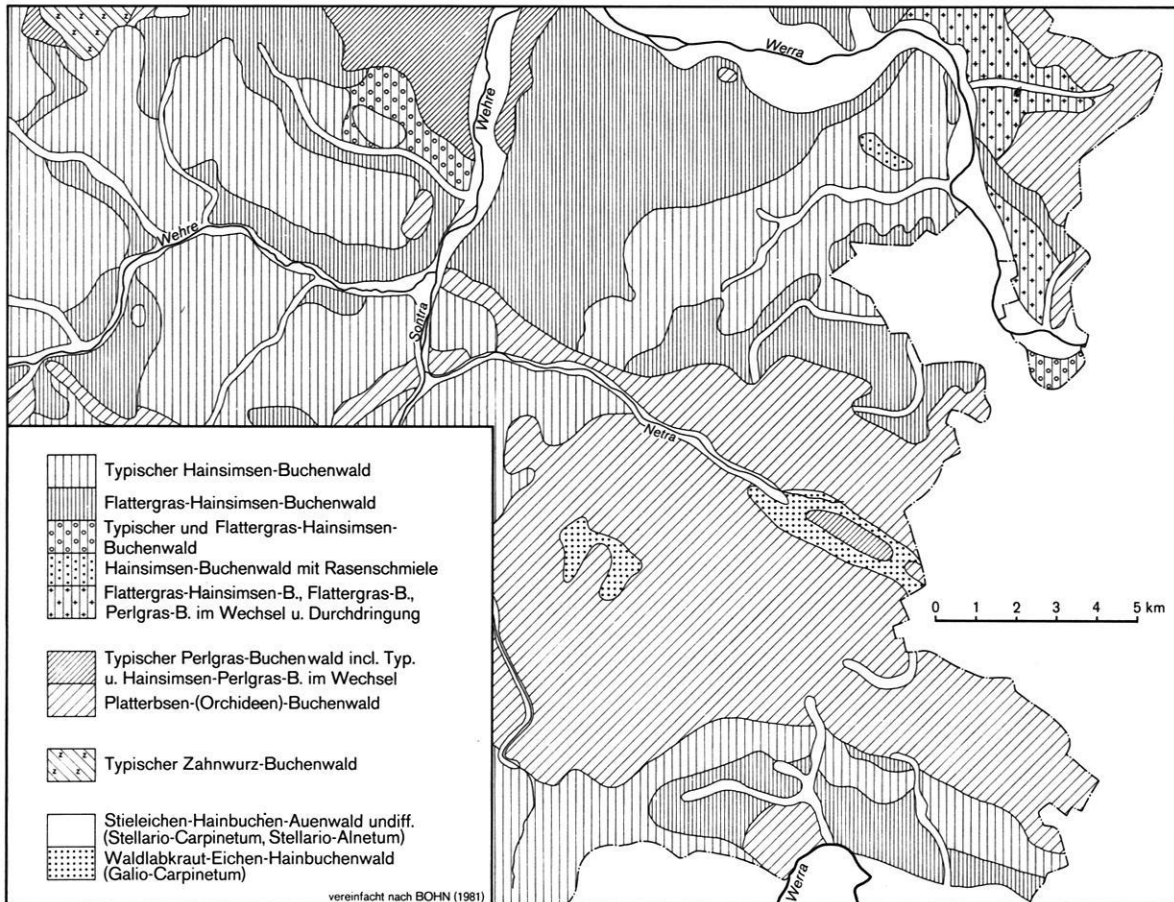 Werra
Wehre
Wehre
Sontra
Netra
Typischer Hainsimsen-Buchenwald
Flattergras-Hainsimsen-Buchenwald
Typischer und Flattergras-Hainsimsen-
Buchenwald
Hainsimsen-Buchenwald mit Rasenschmiele
Flattergras-Hainsimsen-B., Flattergras-B.,
Perlgras-B. im Wechsel u. Durchdringung
0 1 2 3 4 5 km
Typischer Perlgras-Buchenwald incl. Typ.
u. Hainsimsen-Perlgras-B. im Wechsel
Platterbsen-(Orchideen)-Buchenwald
z z z z
Typischer Zahnwurz-Buchenwald
Stieleichen-Hainbuchen-Auenwald undiff.
(Stellario-Carpinetum, Stellario-Alnetum)
Waldlabkraut-Eichen-Hainbuchenwald
(Galio-Carpinetum)
vereinfacht nach BOHN (1981)
Werra